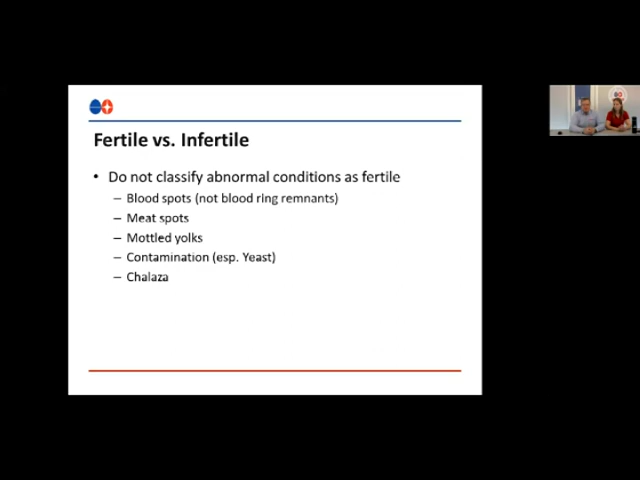 Fertile vs. Infertile
• Do not classify abnormal conditions as fertile
– Blood spots (not blood ring remnants)
– Meat spots
– Mottled yolks
– Contamination (esp. Yeast)
– Chalaza